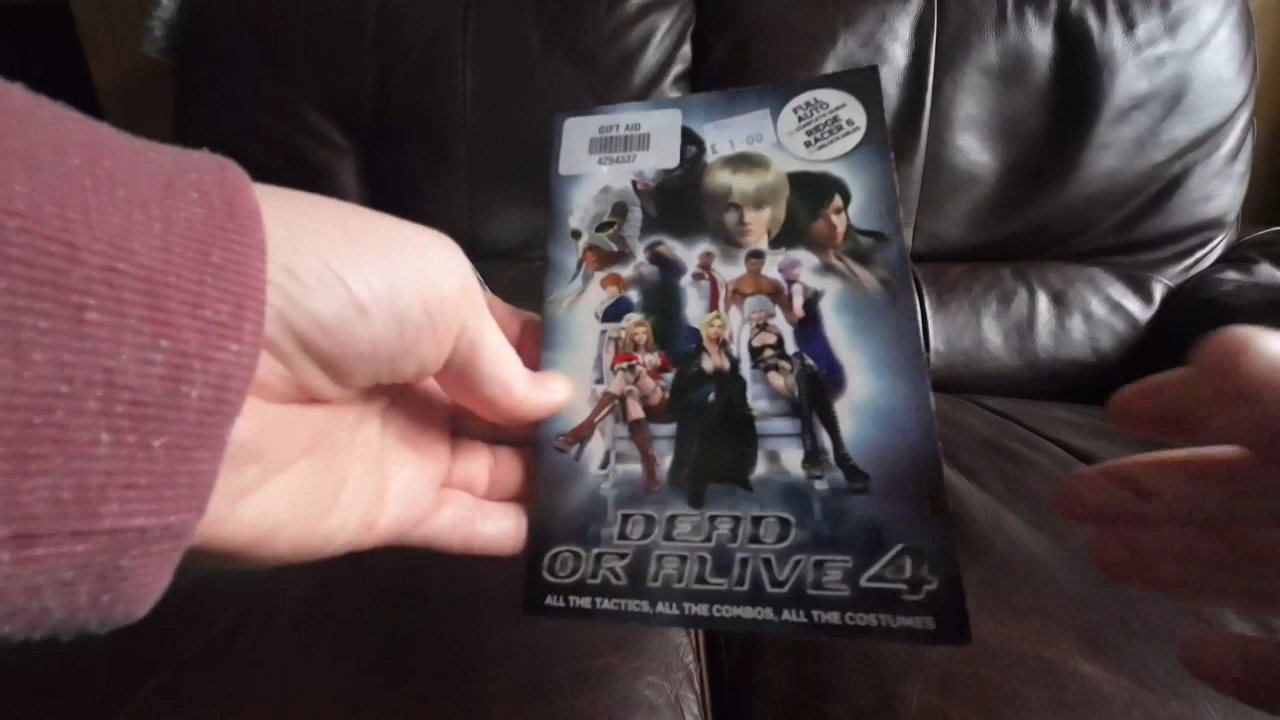 GIFT AID
4294337
£ 1-00
FULL
AUTO
RIDGE
RACER 6
DEAD
OR ALIVE 4
ALL THE TACTICS, ALL THE COMBOS, ALL THE COSTUMES